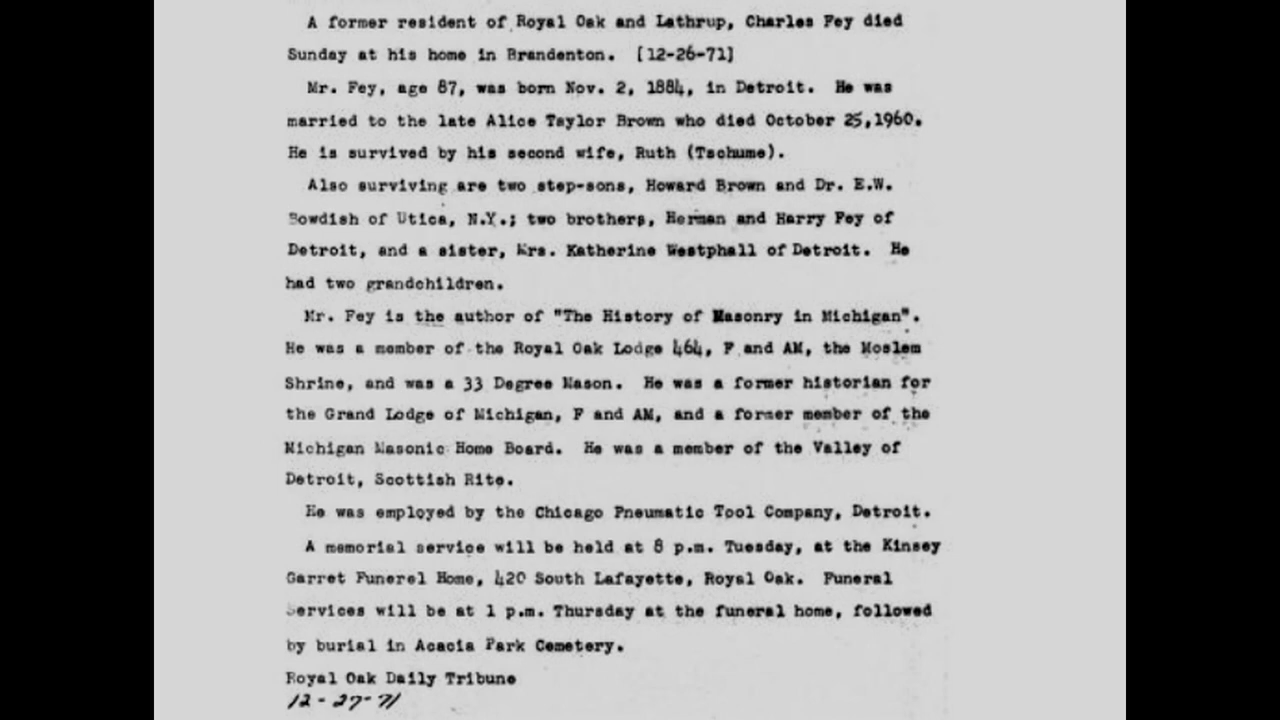 A former resident of Royal Oak and Lathrup, Charles Fey died
Sunday at his home in Brandenton. [12-26-71]
Mr. Fey, age 87, was born Nov. 2, 1884, in Detroit. He was
married to the late Alice Taylor Brown who died October 25,1960.
He is survived by his second wife, Ruth (Tschume).
Also surviving are two step-sons, Howard Brown and Dr. E.W.
Bowdish of Utica, N.Y.; two brothers, Herman and Harry Fey of
Detroit, and a sister, Mrs. Katherine Westphall of Detroit. He
had two grandchildren.
Mr. Fey is the author of "The History of Masonry in Michigan".
He was a member of the Royal Oak Lodge 464, F and AM, the Moslem
Shrine, and was a 33 Degree Mason. He was a former historian for
the Grand Lodge of Michigan, F and AM, and a former member of the
Michigan Masonic Home Board. He was a member of the Valley of
Detroit, Scottish Rite.
He was employed by the Chicago Pneumatic Tool Company, Detroit.
A memorial service will be held at 8 p.m. Tuesday, at the Kinsey
Garret Funeral Home, 420 South Lafayette, Royal Oak. Funeral
Services will be at 1 p.m. Thursday at the funeral home, followed
by burial in Acacia Park Cemetery.
Royal Oak Daily Tribune
12-27-71